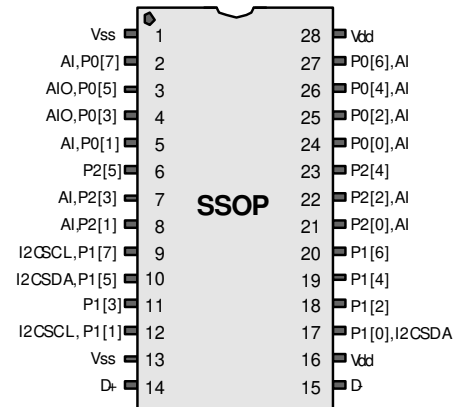 Vss 1 28 Vdd
AI,P0[7] 2 27 P0[6],AI
AIO,P0[5] 3 26 P0[4],AI
AIO,P0[3] 4 25 P0[2],AI
AI,P0[1] 5 24 P0[0],AI
P2[5] 6 23 P2[4]
AI,P2[3] 7 22 P2[2],AI
SSOP
AI,P2[1] 8 21 P2[0],AI
I2CSCL,P1[7] 9 20 P1[6]
I2CSDA,P1[5] 10 19 P1[4]
P1[3] 11 18 P1[2]
I2CSCL, P1[1] 12 17 P1[0],I2CSDA
Vss 13 16 Vdd
D+ 14 15 D-